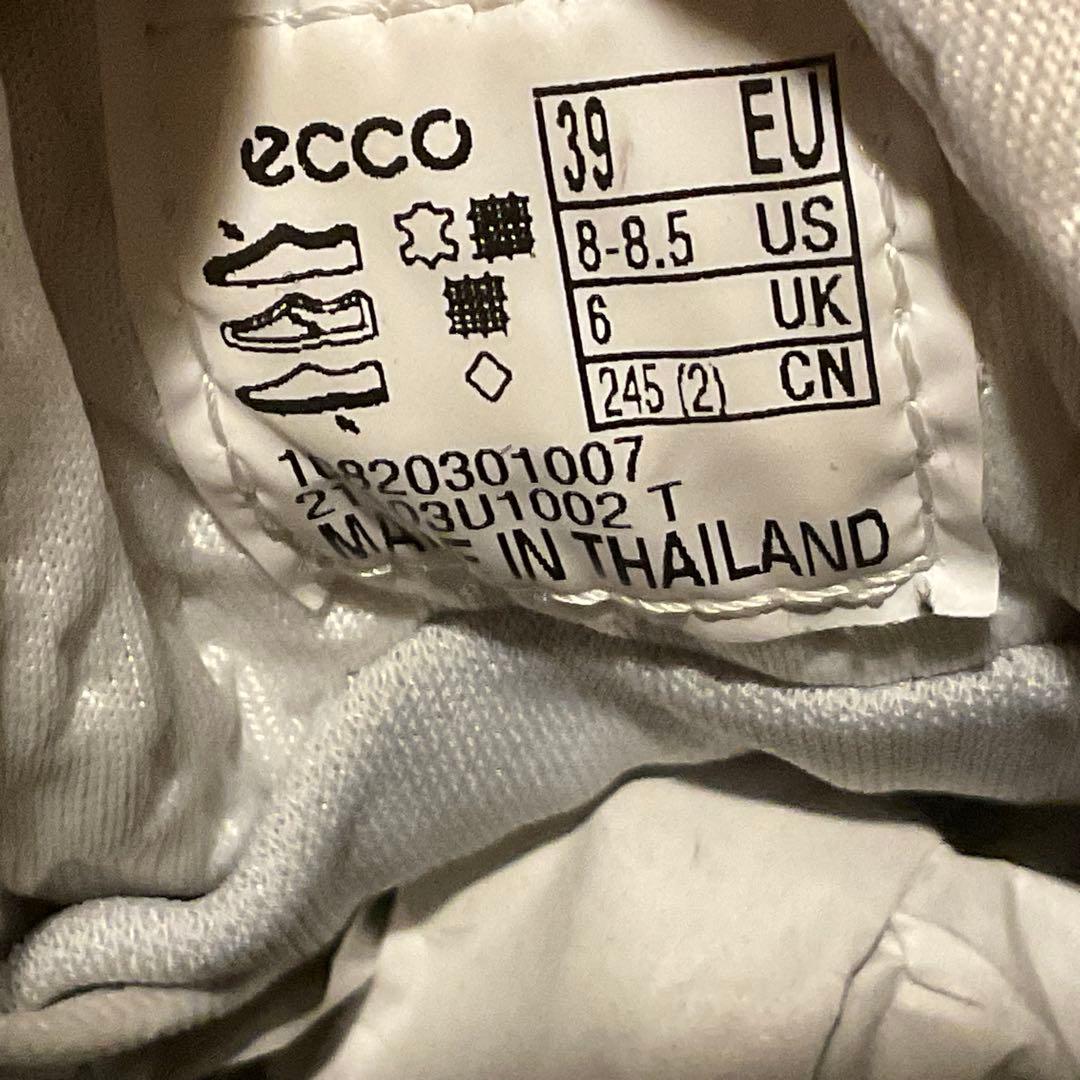 ecco
39 EU
8-8.5 US
6 UK
245 (2) CN
IN THAILAND